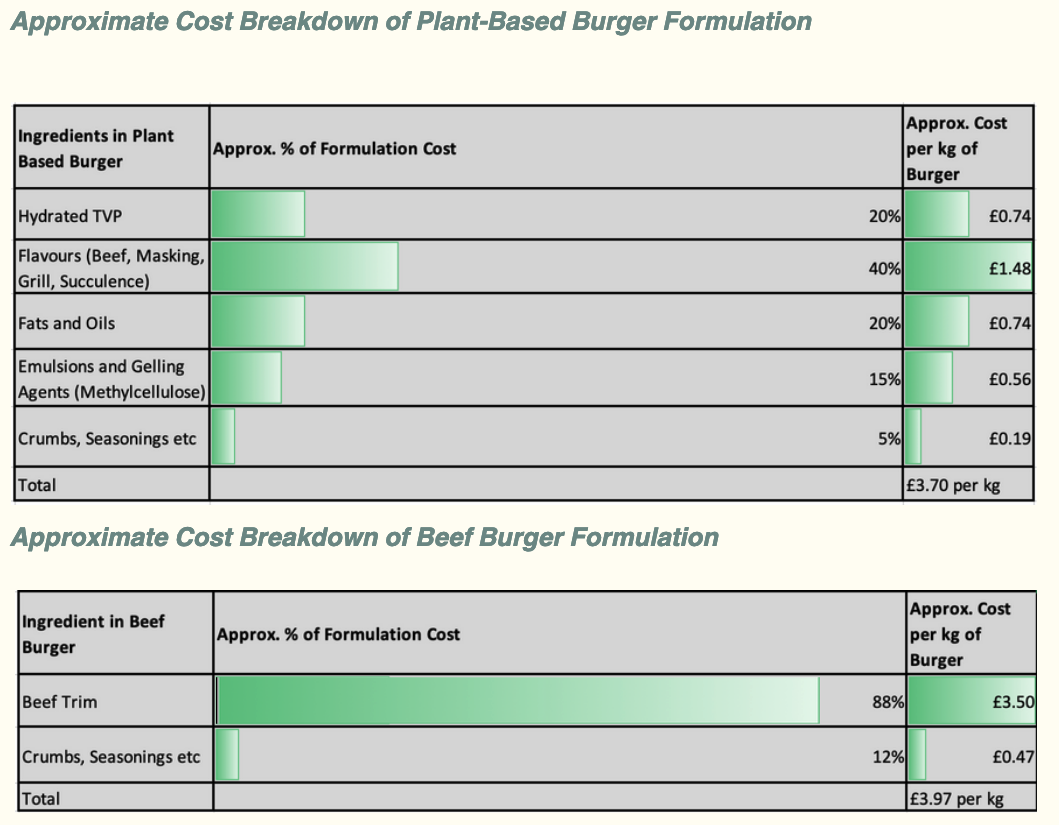 Approximate Cost Breakdown of Plant-Based Burger Formulation
Ingredients in Plant
Based Burger
Approx. % of Formulation Cost
Approx. Cost
per kg of
Burger
Hydrated TVP
20%
£0.74
Flavours (Beef, Masking,
Grill, Succulence)
40%
£1.48
Fats and Oils
20%
£0.74
Emulsions and Gelling
Agents (Methylcellulose)
15%
£0.56
Crumbs, Seasonings etc
5%
£0.19
Total
£3.70 per kg
Approximate Cost Breakdown of Beef Burger Formulation
Ingredient in Beef
Burger
Approx. % of Formulation Cost
Approx. Cost
per kg of
Burger
Beef Trim
88%
£3.50
Crumbs, Seasonings etc
12%
£0.47
Total
£3.97 per kg